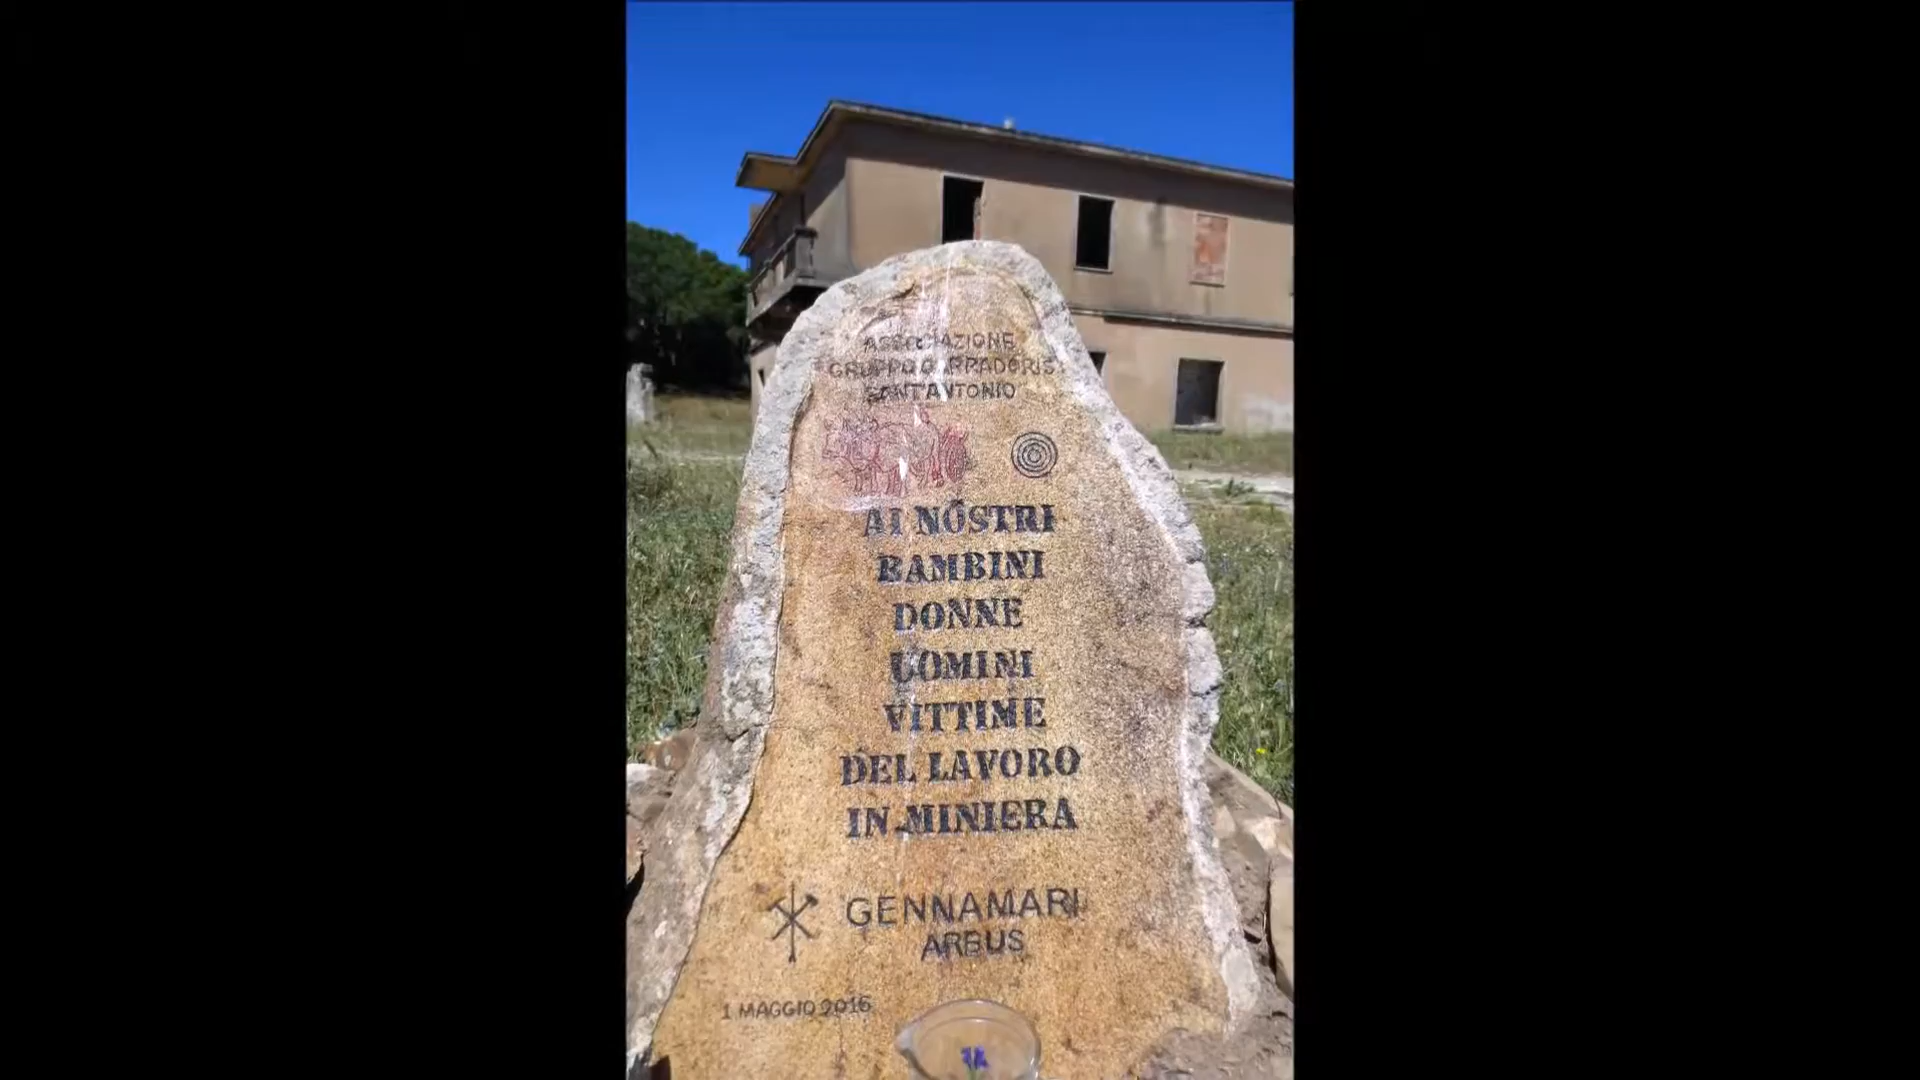 ASSOCIAZIONE
GRUPPO CARRADORIS
SANT'ANTONIO
AI NOSTRI
BAMBINI
DONNE
UOMINI
VITTIME
DEL LAVORO
IN MINIERA
GENNAMARI
ARBUS
1 MAGGIO 2016